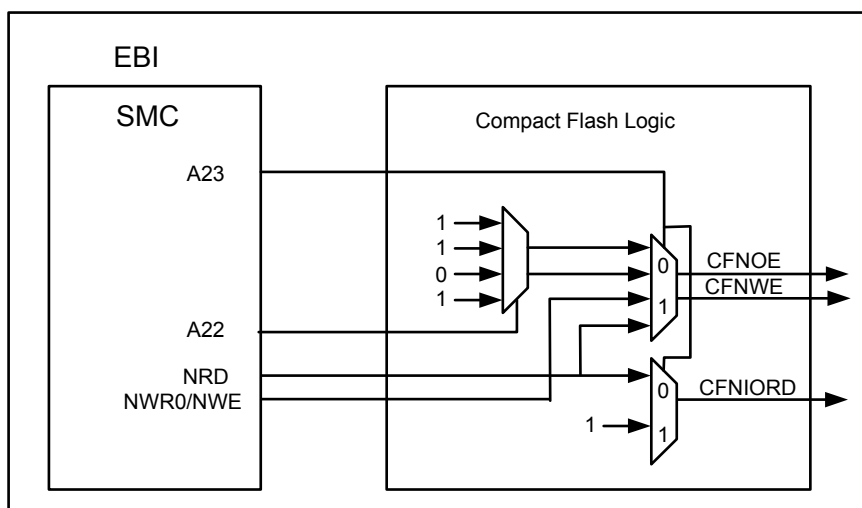 EBI
SMC
Compact Flash Logic
A23
1
1
0
1
0
1
CFNOE
CFNWE
A22
NRD
NWR0/NWE
0
1
1
CFNIORD